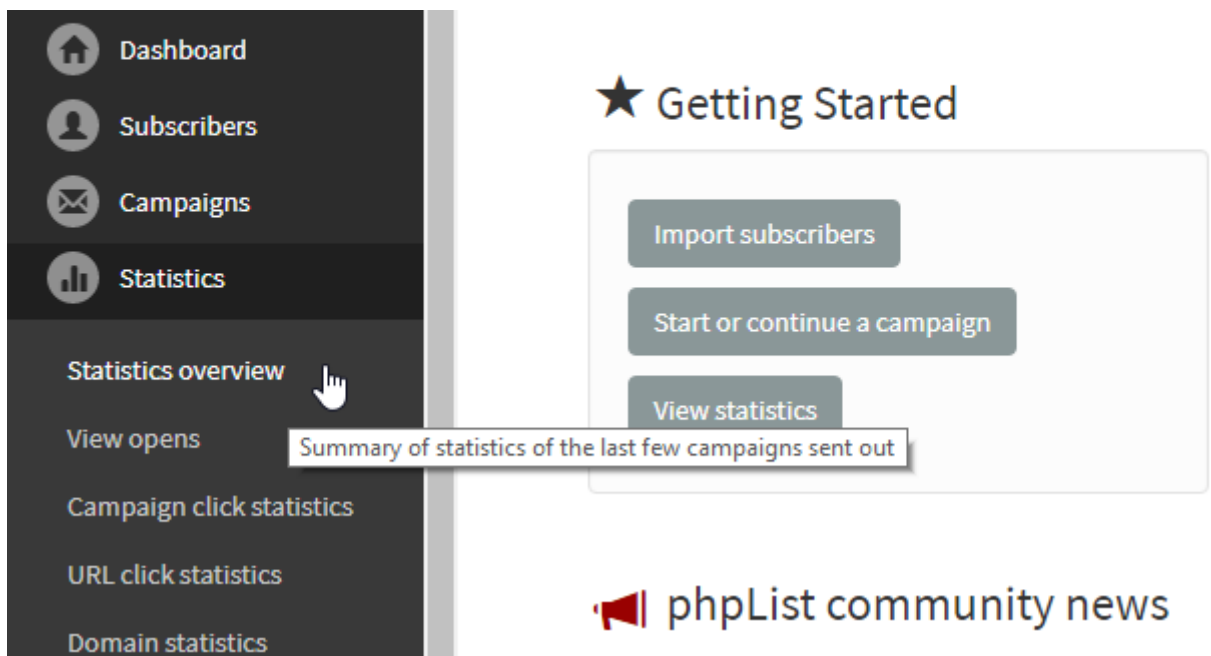 Dashboard
Subscribers
Campaigns
Statistics
Statistics overview
View opens
Campaign click statistics
URL click statistics
Domain statistics
Getting Started
Import subscribers
Start or continue a campaign
View statistics
Summary of statistics of the last few campaigns sent out
phpList community news